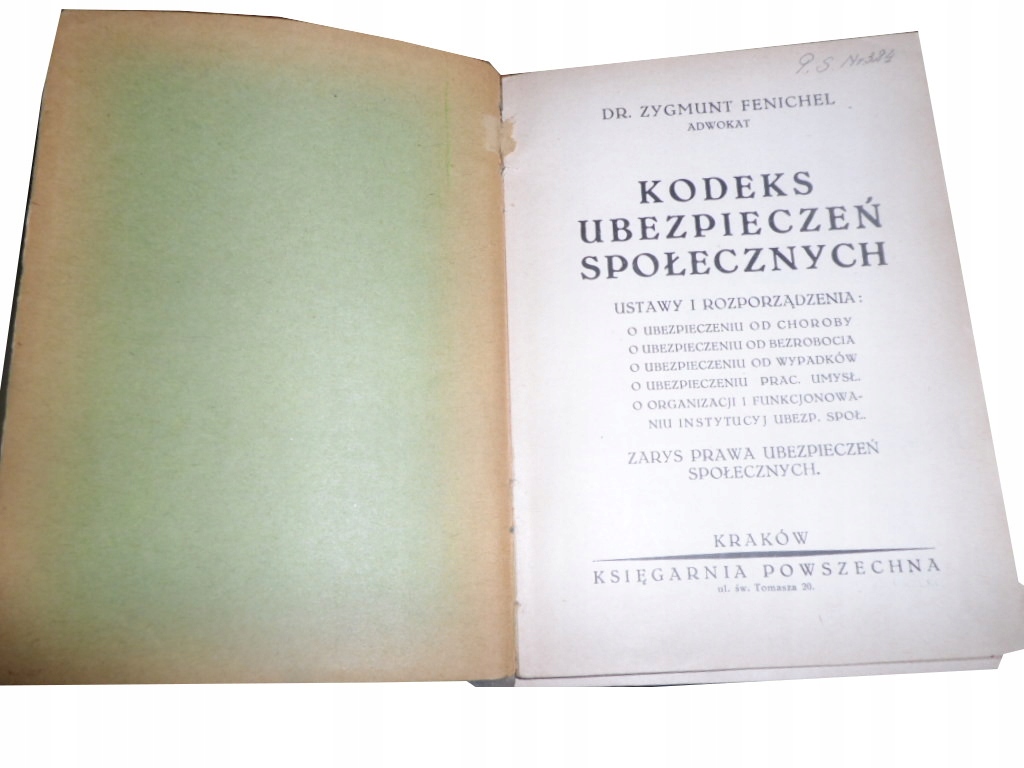 P. S Nr 384
DR. ZYGMUNT FENICHEL
ADWOKAT
KODEKS
UBEZPIECZEŃ
SPOŁECZNYCH
USTAWY I ROZPORZĄDZENIA:
O UBEZPIECZENIU OD CHOROBY
O UBEZPIECZENIU OD BEZROBOCIA
O UBEZPIECZENIU OD WYPADKÓW
O UBEZPIECZENIU PRAC. UMYSŁ.
O ORGANIZACJI I FUNKCJONOWA-
NIU INSTYTUCYJ UBEZP. SPOŁ.
ZARYS PRAWA UBEZPIECZEŃ
SPOŁECZNYCH.
KRAKÓW
KSIĘGARNIA POWSZECHNA
ul. św. Tomasza 20.